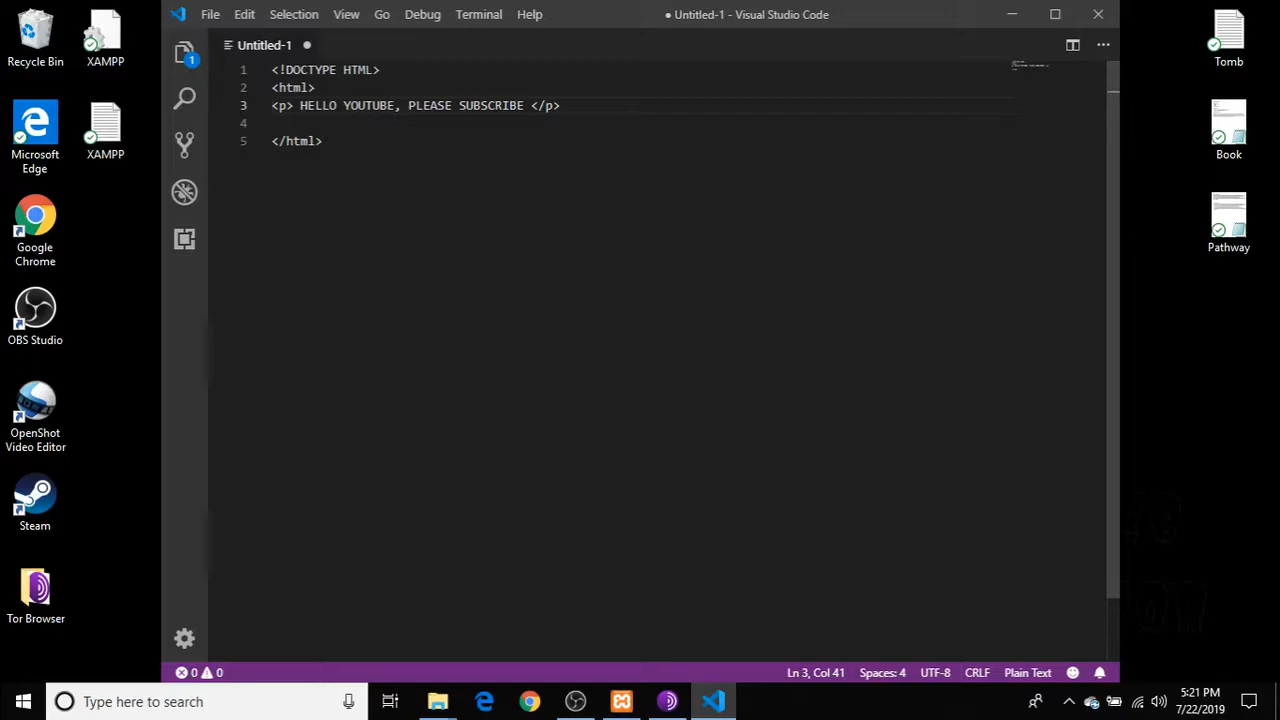 File Edit Selection View Go Debug Terminal Help
● Untitled-1 - Visual Studio Code
Recycle Bin
XAMPP
Microsoft
Edge
XAMPP
Google
Chrome
OBS Studio
OpenShot
Video Editor
Steam
Tor Browser
1
Untitled-1
1 <!DOCTYPE HTML>
2 <html>
3 <p> HELLO YOUTUBE, PLEASE SUBSCRIBE </p>
4
5 </html>
Tomb
Book
Pathway
0 0
Ln 3, Col 41 Spaces: 4 UTF-8 CRLF Plain Text
Type here to search
5:21 PM
7/22/2019